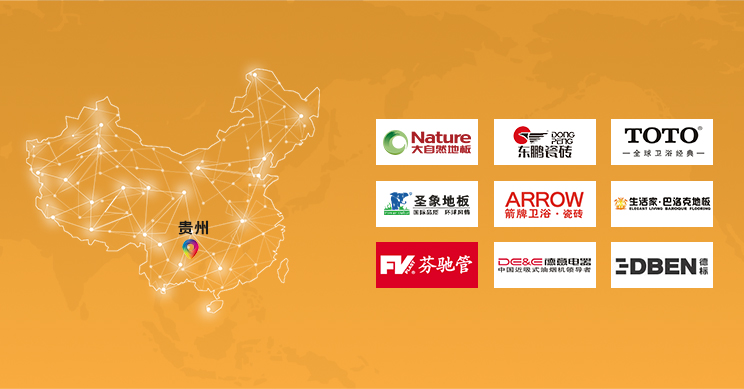 贵州
Nature
大自然地板
DONG
PENG
东鹏瓷砖
TOTO®
全球卫浴经典
圣象地板
国际品质 环球风情
ARROW
箭牌卫浴·瓷砖
生活家·巴洛克地板
ELEGANT LIVING BAROQUE FLOORING
FV 芬驰管
DE&E 德意电器
中国近吸式油烟机领导者
EDBEN 德标